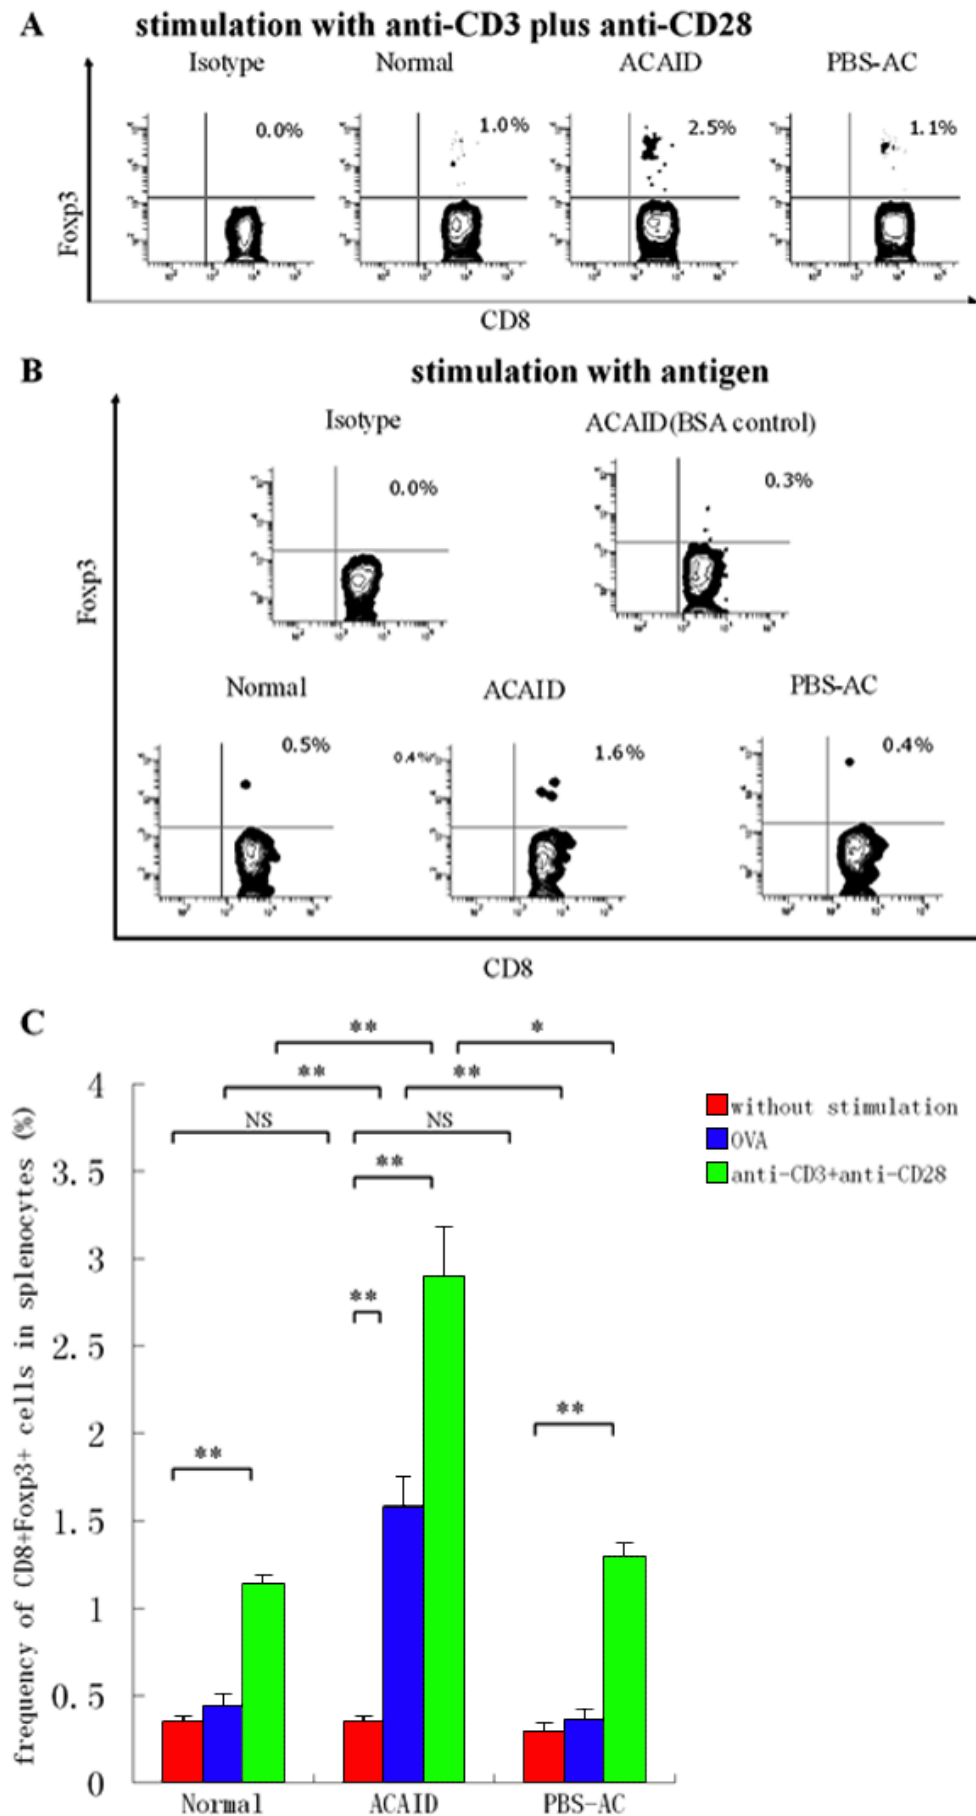 A stimulation with anti-CD3 plus anti-CD28
Isotype Normal ACAID PBS-AC
0.0% 1.0% 2.5% 1.1%
Foxp3
CD8
B stimulation with antigen
Isotype ACAID(BSA control)
0.0% 0.3%
Foxp3
Normal ACAID PBS-AC
0.5% 0.4% 1.6% 0.4%
CD8
C
** *
** **
NS NS
**
**
**
**
frequency of CD8+Foxp3+ cells in splenocytes (%)
4
3.5
3
2.5
2
1.5
1
0.5
0
Normal ACAID PBS-AC
without stimulation
OVA
anti-CD3+anti-CD28